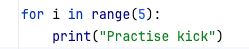 for i in range(5):
    print("Practise kick")